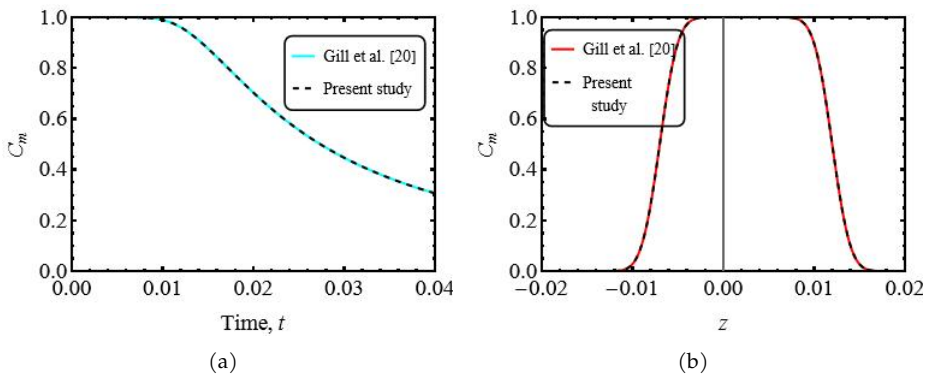 1.0
0.8
0.6
0.4
0.2
0.0
C_m
0.00 0.01 0.02 0.03 0.04
Time, t
Gill et al. [20]
Present study
(a)
1.0
0.8
0.6
0.4
0.2
0.0
C_m
−0.02 −0.01 0.00 0.01 0.02
z
Gill et al. [20]
Present
study
(b)